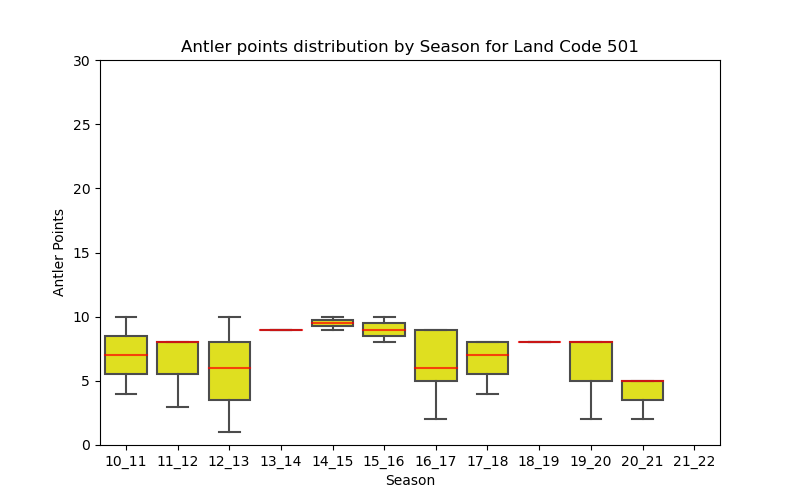 Antler points distribution by Season for Land Code 501
30
25
20
15
10
5
0
Antler Points
10_11 11_12 12_13 13_14 14_15 15_16 16_17 17_18 18_19 19_20 20_21 21_22
Season